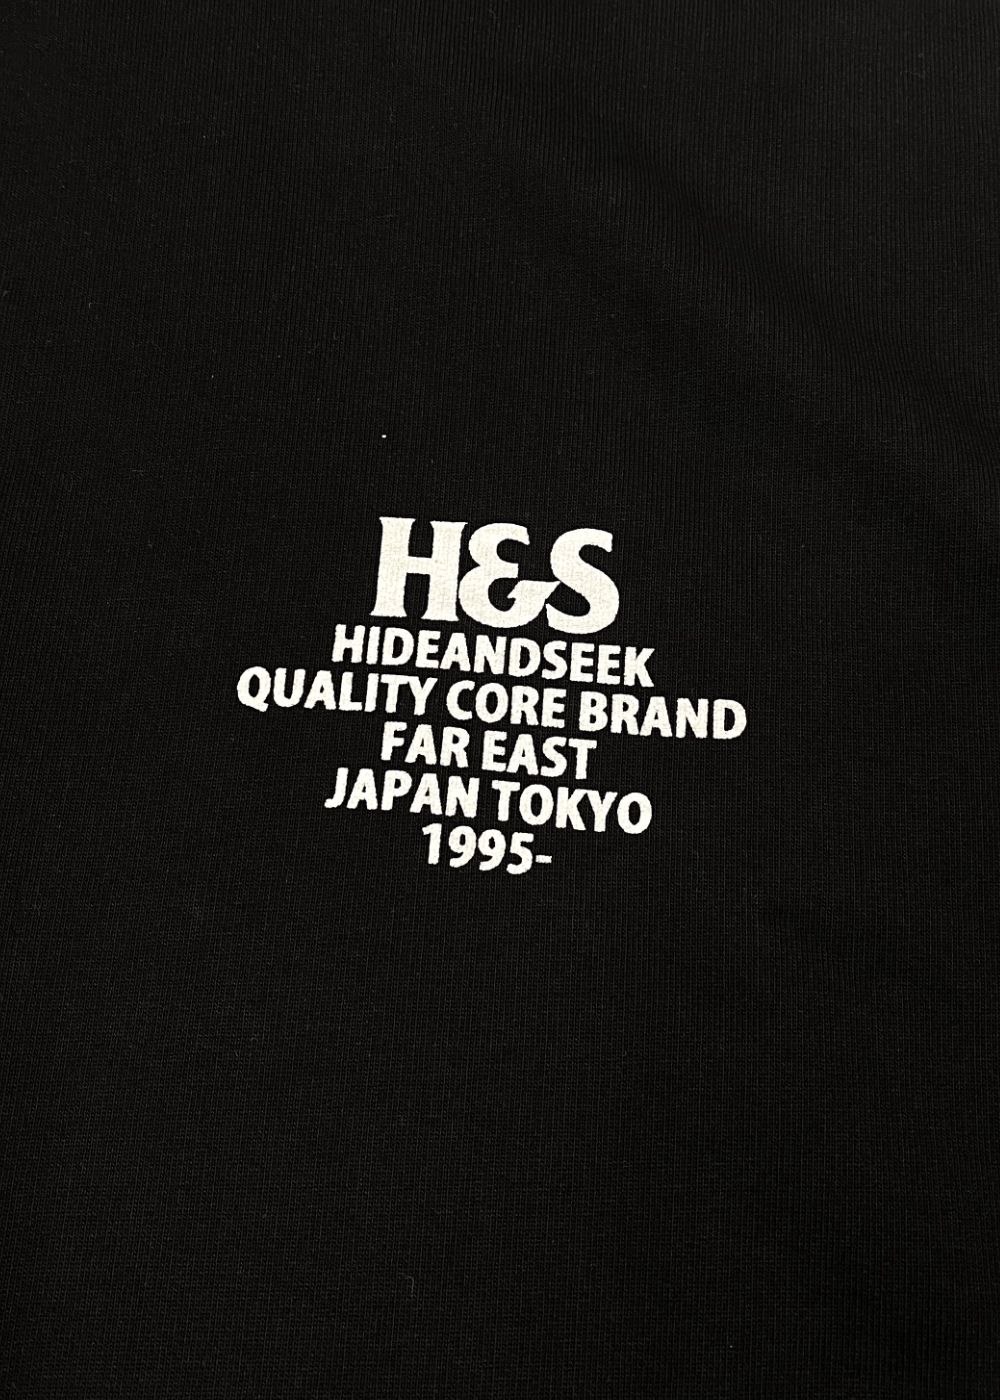 H&S
HIDEANDSEEK
QUALITY CORE BRAND
FAR EAST
JAPAN TOKYO
1995-